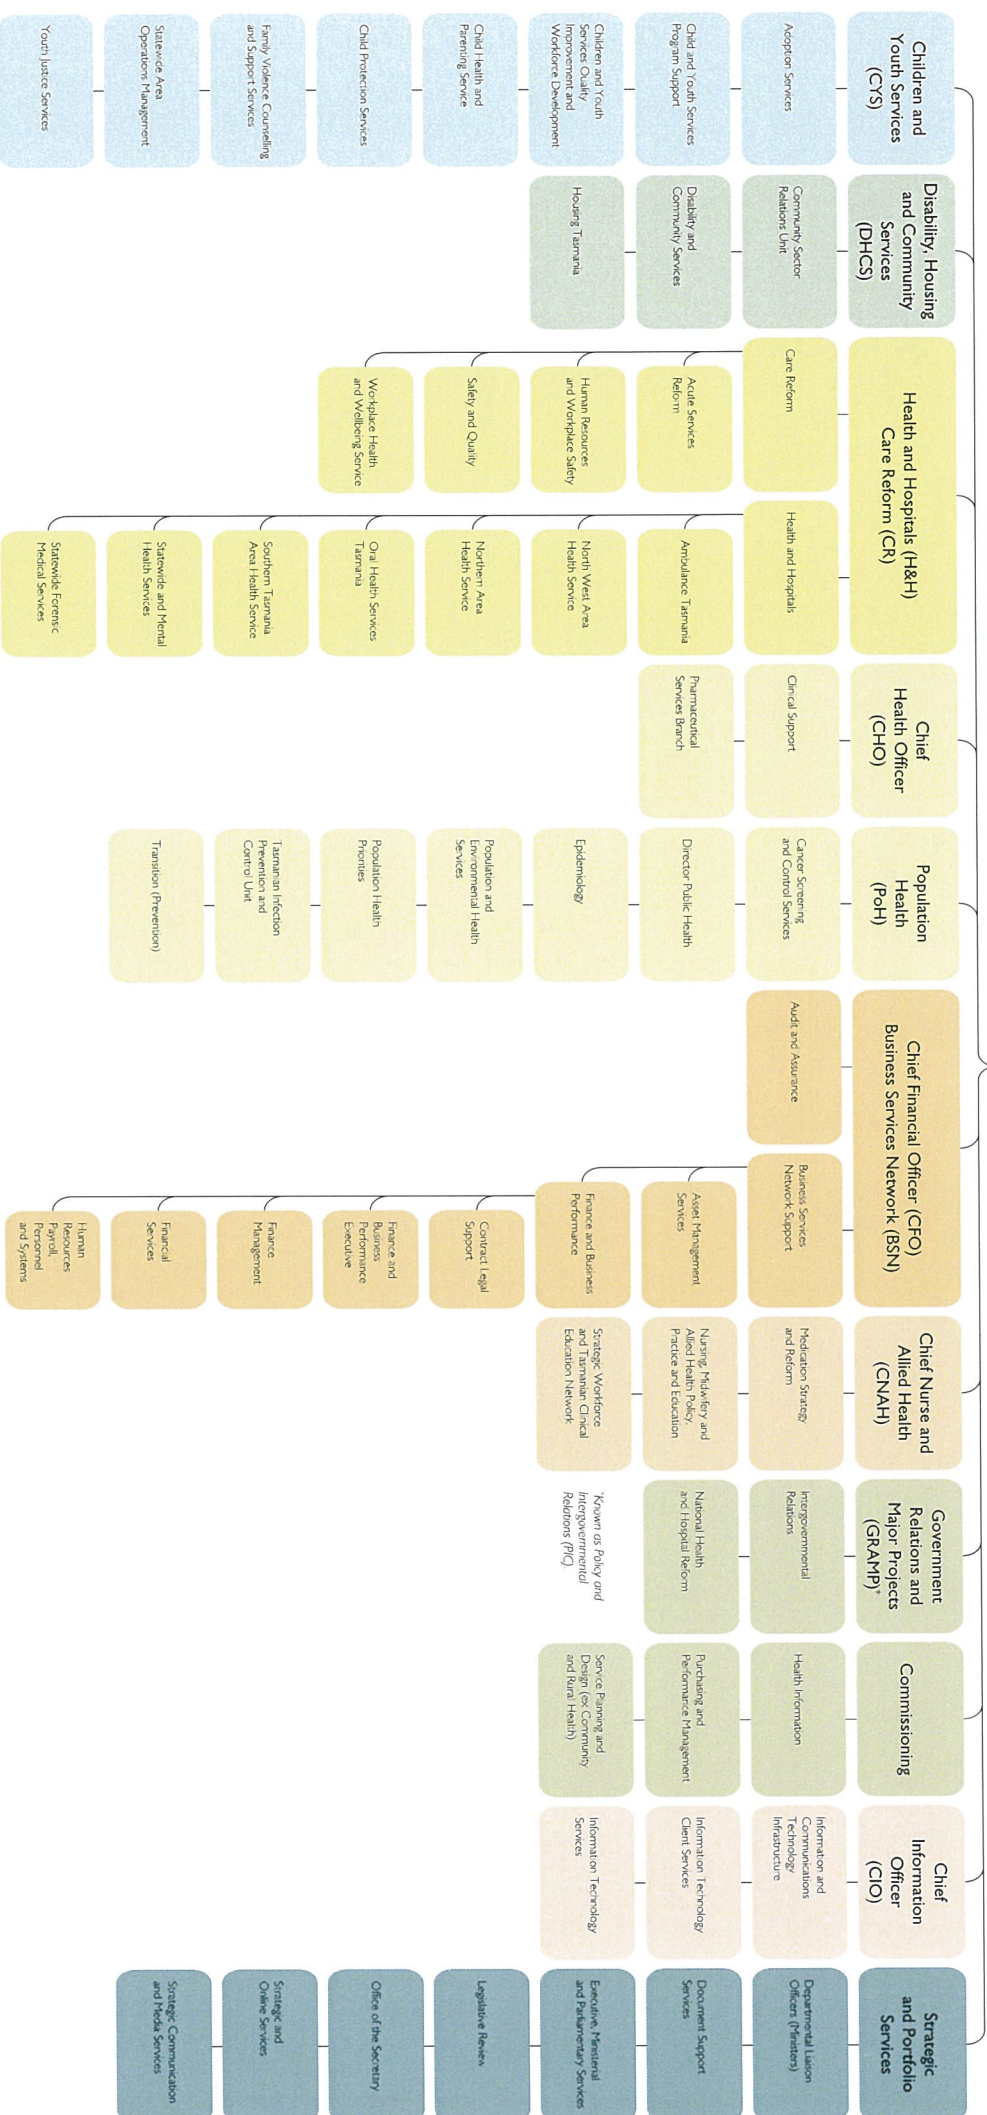 Children and
Youth Services
(CYS)
Adoption Services
Child and Youth Services
Program Support
Children and Youth
Services Quality
Improvement and
Workforce Development
Child Health and
Parenting Service
Child Protection Services
Family Violence Counselling
and Support Services
Statewide Area
Operations Management
Youth Justice Services
Disability, Housing
and Community
Services
(DHCS)
Community Sector
Relations Unit
Disability and
Community Services
Housing Tasmania
Health and Hospitals (H&H)
Care Reform (CR)
Care Reform
Acute Services
Reform
Human Resources
and Workplace Safety
Safety and Quality
Workplace Health
and Wellbeing Service
Health and Hospitals
Ambulance Tasmania
North West Area
Health Service
Northern Area
Health Service
Oral Health Services
Tasmania
Southern Tasmania
Area Health Service
Statewide and Mental
Health Services
Statewide Forensic
Medical Services
Chief
Health Officer
(CHO)
Clinical Support
Pharmaceutical
Services Branch
Population
Health
(PoH)
Cancer Screening
and Control Services
Director Public Health
Epidemiology
Population and
Environmental Health
Services
Population Health
Priorities
Tasmanian Infection
Prevention and
Control Unit
Transition (Prevention)
Chief Financial Officer (CFO)
Business Services Network (BSN)
Audit and Assurance
Business Services
Network Support
Asset Management
Services
Finance and Business
Performance
Contract Legal
Support
Finance and
Business
Performance
Executive
Finance
Management
Financial
Services
Human
Resources
Payroll,
Personnel
and Systems
Chief Nurse and
Allied Health
(CNAH)
Medication Strategy
and Reform
Nursing, Midwifery and
Allied Health Policy,
Practice and Education
Strategic Workforce
and Tasmanian Clinical
Education Network
Government
Relations and
Major Projects
(GRAMP)*
Intergovernmental
Relations
National Health
and Hospital Reform
*Known as Policy and
Intergovernmental
Relations (PIC).
Commissioning
Health Information
Purchasing and
Performance Management
Service Planning and
Design (ex Community
and Rural Health)
Chief
Information
Officer
(CIO)
Information and
Communications
Technology
Infrastructure
Information Technology
Client Services
Information Technology
Services
Strategic
and Portfolio
Services
Departmental Liaison
Officers (Ministers)
Document Support
Services
Executive, Ministerial
and Parliamentary Services
Legislative Review
Office of the Secretary
Strategic and
Online Services
Strategic Communication
and Media Services